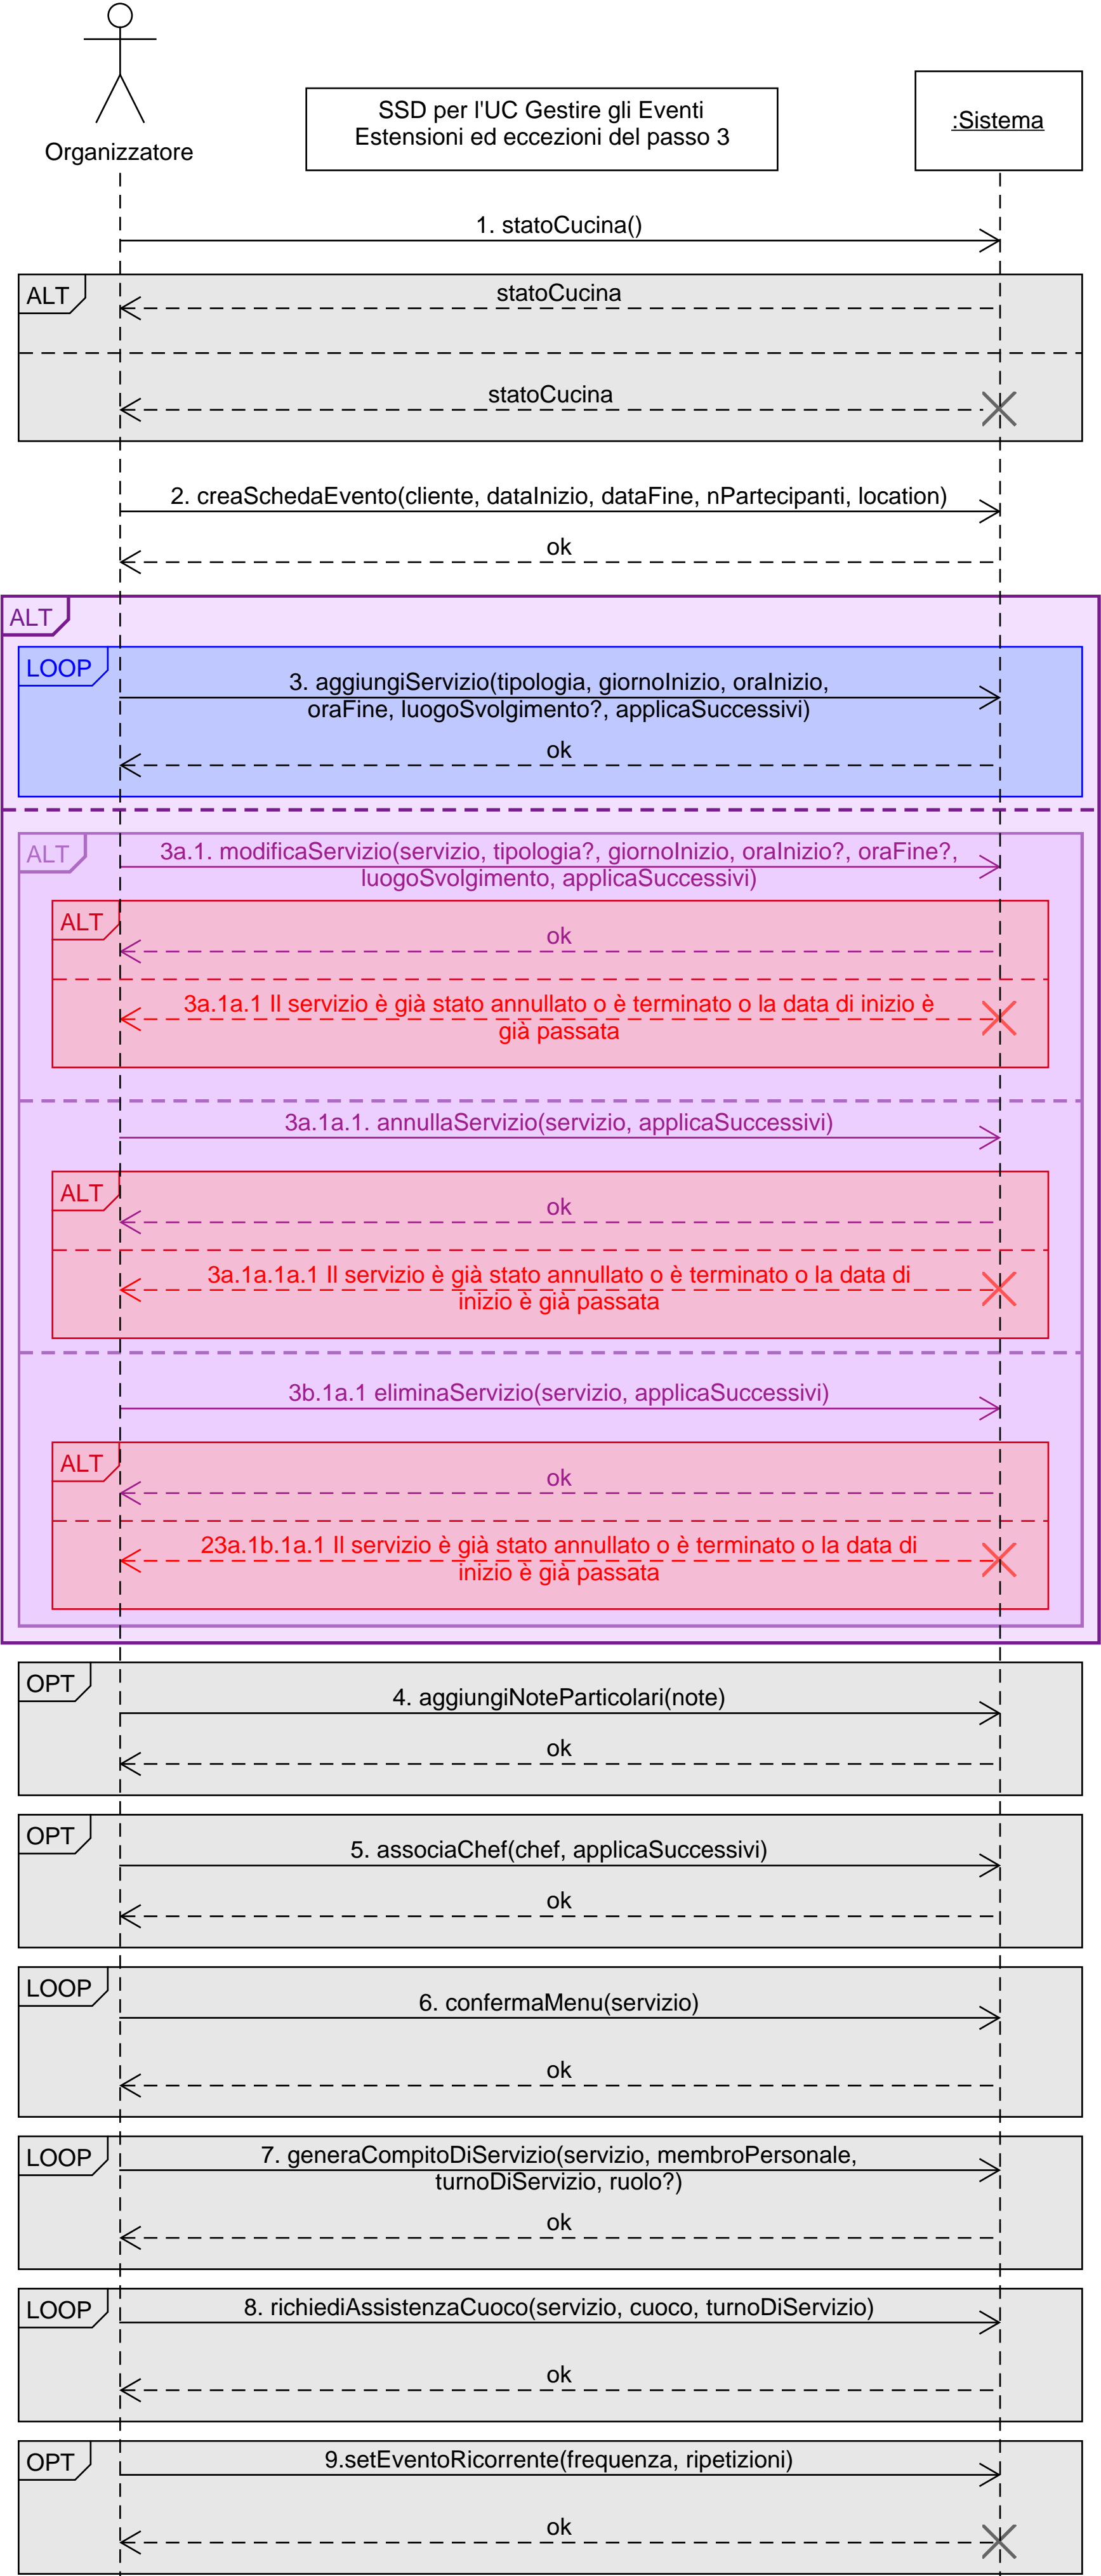 SSD per l'UC Gestire gli Eventi
Estensioni ed eccezioni del passo 3
:Sistema
Organizzatore
1. statoCucina()
ALT
statoCucina
statoCucina
2. creaSchedaEvento(cliente, dataInizio, dataFine, nPartecipanti, location)
ok
ALT
LOOP
3. aggiungiServizio(tipologia, giornoInizio, oraInizio,
oraFine, luogoSvolgimento?, applicaSuccessivi)
ok
ALT
3a.1. modificaServizio(servizio, tipologia?, giornoInizio, oraInizio?, oraFine?,
luogoSvolgimento, applicaSuccessivi)
ALT
ok
3a.1a.1 Il servizio è già stato annullato o è terminato o la data di inizio è
già passata
3a.1a.1. annullaServizio(servizio, applicaSuccessivi)
ALT
ok
3a.1a.1a.1 Il servizio è già stato annullato o è terminato o la data di
inizio è già passata
3b.1a.1 eliminaServizio(servizio, applicaSuccessivi)
ALT
ok
23a.1b.1a.1 Il servizio è già stato annullato o è terminato o la data di
inizio è già passata
OPT
4. aggiungiNoteParticolari(note)
ok
OPT
5. associaChef(chef, applicaSuccessivi)
ok
LOOP
6. confermaMenu(servizio)
ok
LOOP
7. generaCompitoDiServizio(servizio, membroPersonale,
turnoDiServizio, ruolo?)
ok
LOOP
8. richiediAssistenzaCuoco(servizio, cuoco, turnoDiServizio)
ok
OPT
9.setEventoRicorrente(frequenza, ripetizioni)
ok